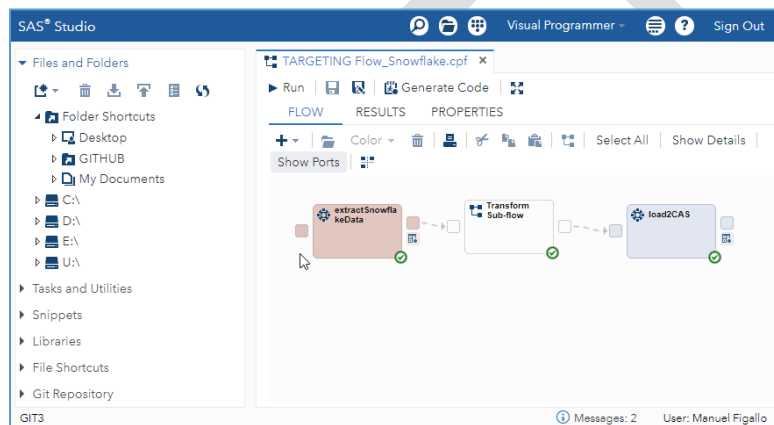 SAS® Studio
Visual Programmer
Sign Out
Files and Folders
Folder Shortcuts
Desktop
GITHUB
My Documents
C:\
D:\
E:\
U:\
Tasks and Utilities
Snippets
Libraries
File Shortcuts
Git Repository
TARGETING Flow_Snowflake.cpf ×
Run
Generate Code
FLOW RESULTS PROPERTIES
Color
Select All
Show Details
Show Ports
extractSnowfla
keData
Transform
Sub-flow
load2CAS
GIT3
Messages: 2
User: Manuel Figallo